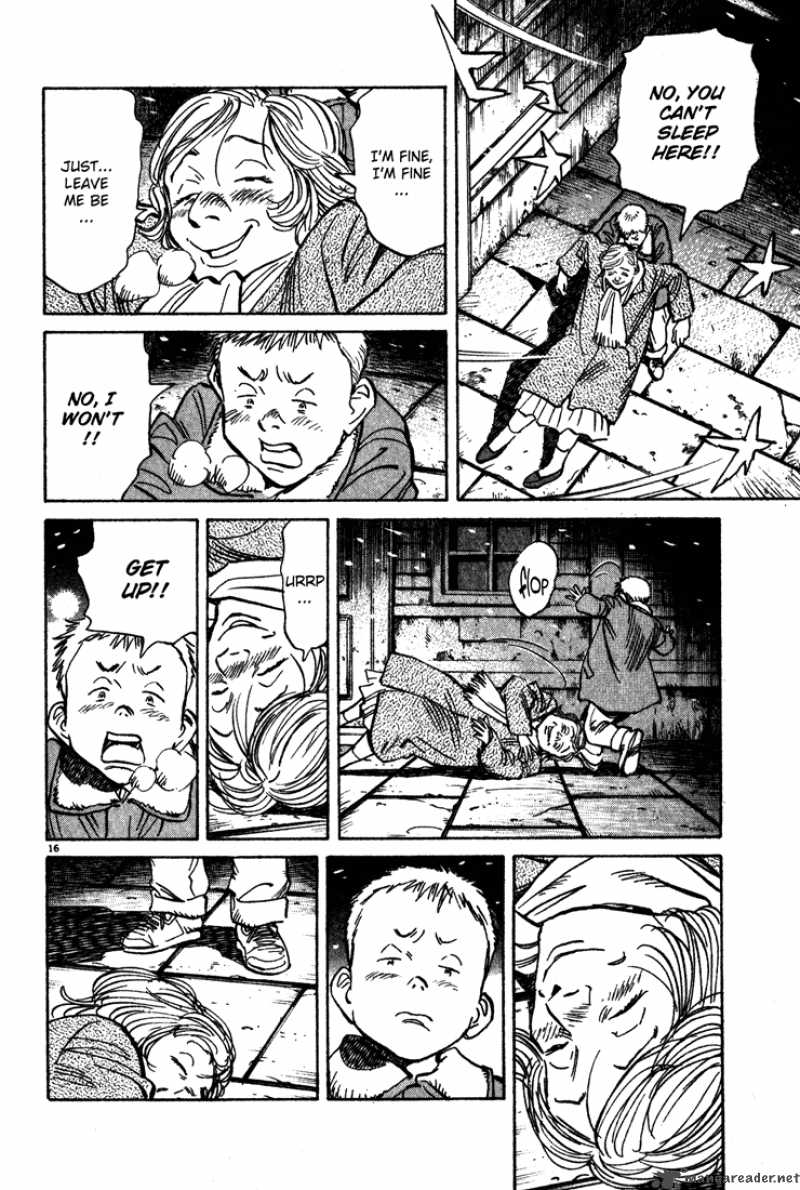 NO, YOU
CAN'T
SLEEP
HERE!!
I'M FINE,
I'M FINE
...
JUST...
LEAVE
ME BE
...
NO, I
WON'T
!!
flop
URRP
...
GET
UP!!
16
mangareader.net